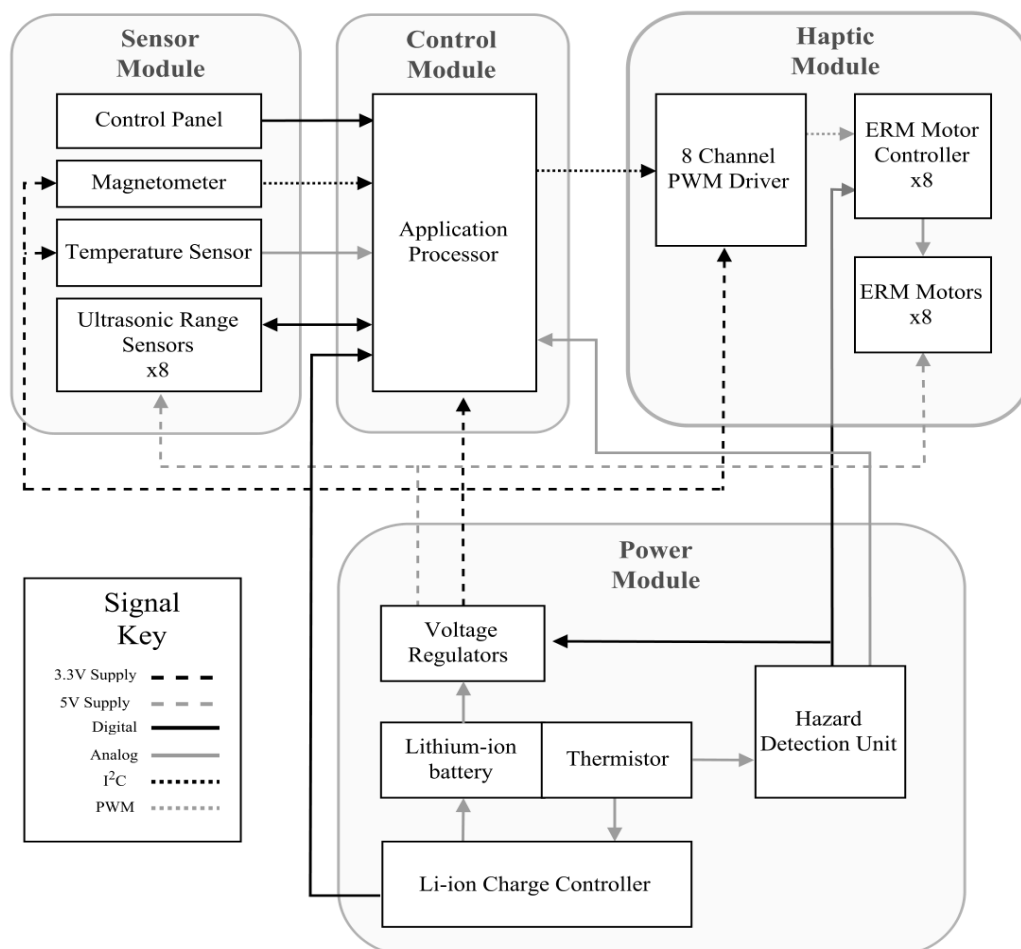 Sensor
Module
Control Panel
Magnetometer
Temperature Sensor
Ultrasonic Range
Sensors
x8
Control
Module
Application
Processor
Haptic
Module
8 Channel
PWM Driver
ERM Motor
Controller
x8
ERM Motors
x8
Power
Module
Voltage
Regulators
Lithium-ion
battery
Thermistor
Hazard
Detection Unit
Li-ion Charge Controller
Signal
Key
3.3V Supply
5V Supply
Digital
Analog
I²C
PWM